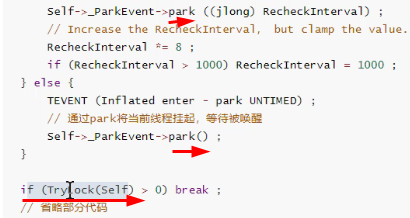 Self->_ParkEvent->park ((jlong) RecheckInterval) ;
// Increase the RecheckInterval, but clamp the value.
RecheckInterval *= 8 ;
if (RecheckInterval > 1000) RecheckInterval = 1000 ;
} else {
TEVENT (Inflated enter - park UNTIMED) ;
// 通过park将当前线程挂起，等待被唤醒
Self->_ParkEvent->park() ;
}
if (TryLock(Self) > 0) break ;
// 省略部分代码